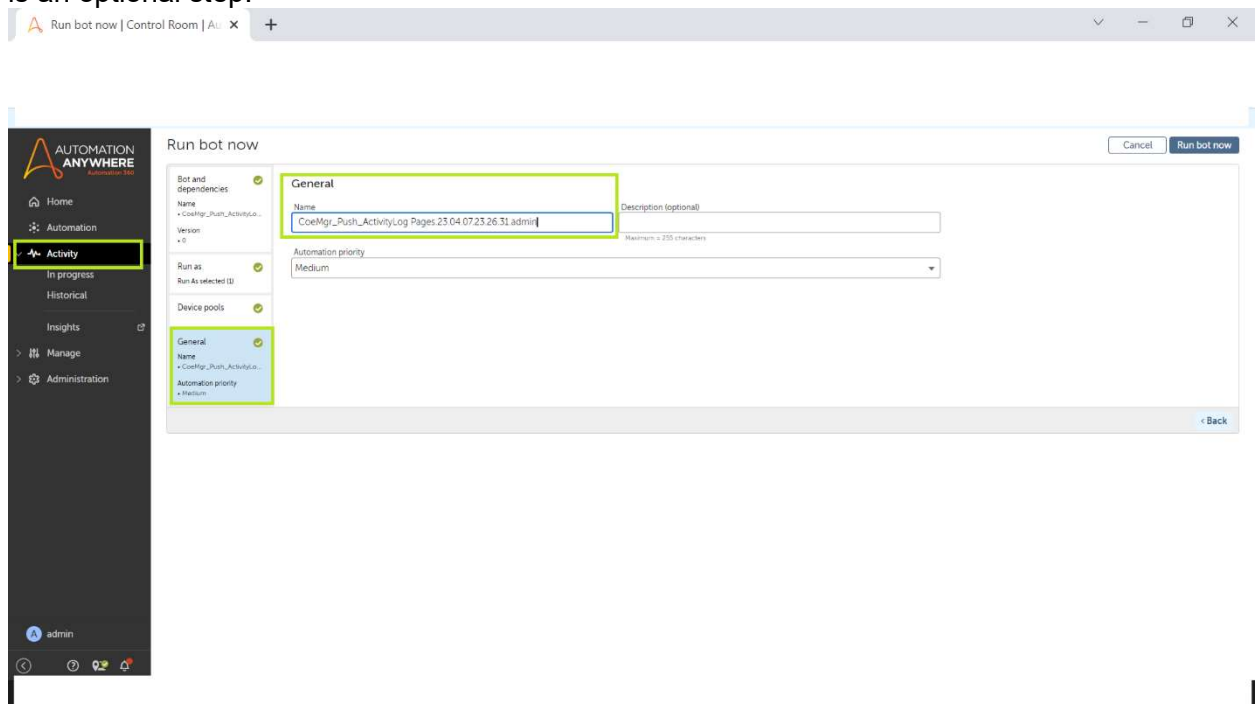 is an optional step.
Run bot now | Control Room | Au
AUTOMATION
ANYWHERE
Automation 360
Home
Automation
Activity
In progress
Historical
Insights
Manage
Administration
admin
Run bot now
Cancel
Run bot now
Bot and
dependencies
Name
• CoeMgr_Push_ActivityLo...
Version
• 0
Run as
Run As selected (1)
Device pools
General
Name
• CoeMgr_Push_ActivityLo...
Automation priority
• Medium
General
Name
CoeMgr_Push_ActivityLog Pages.23.04.07.23.26.31.admin
Description (optional)
Maximum = 255 characters
Automation priority
Medium
< Back